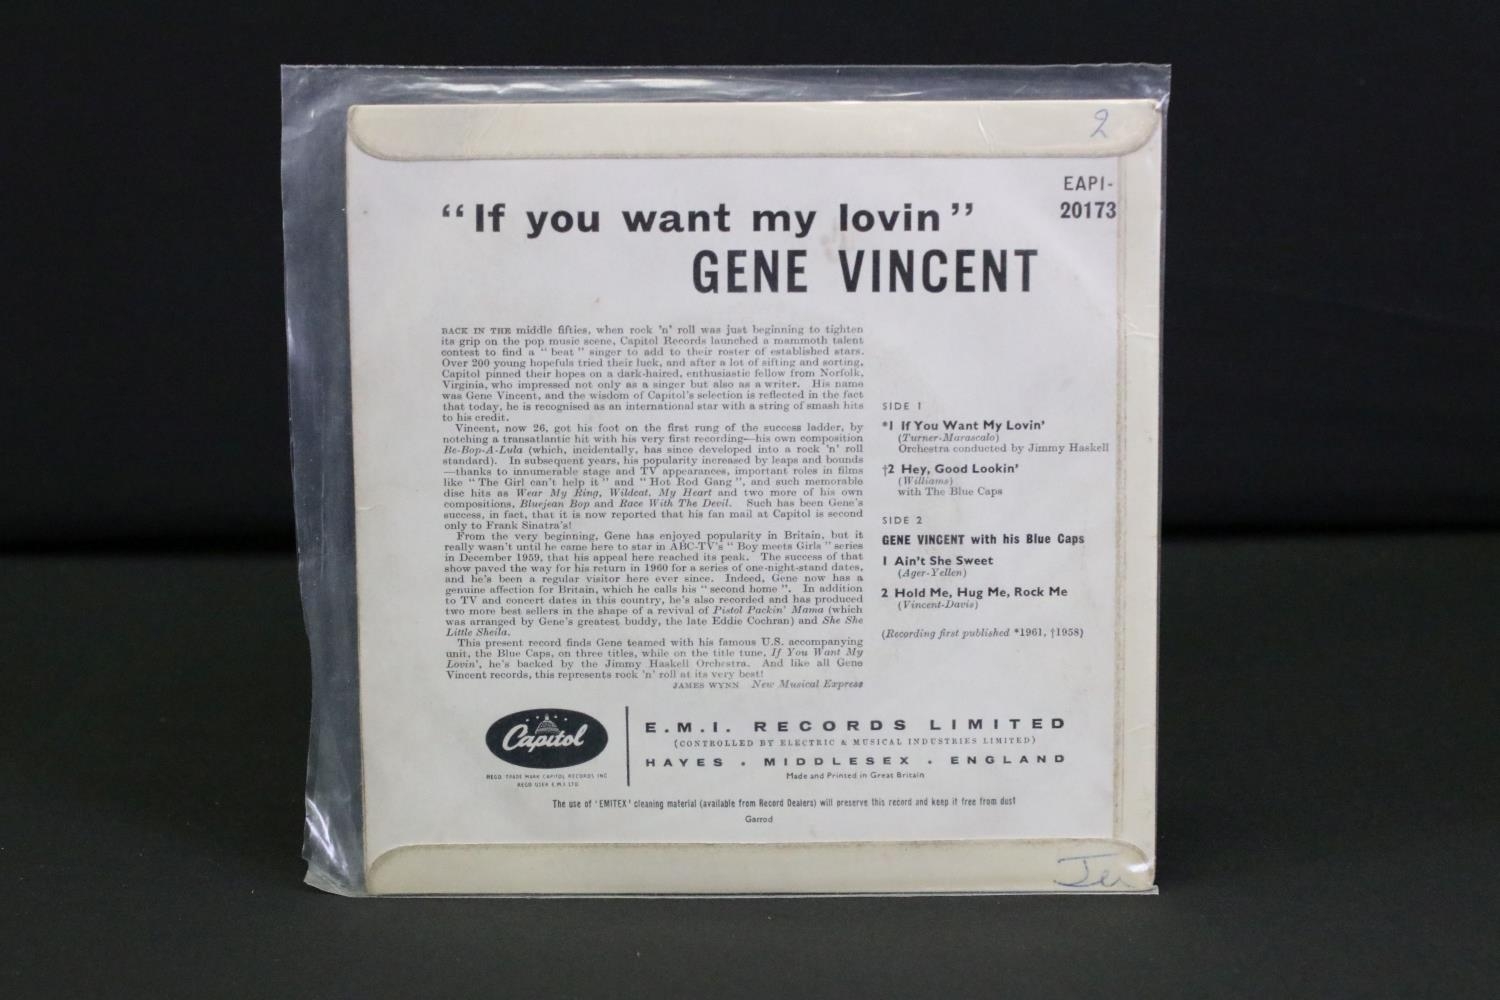 2
EAP1-
20173
“If you want my lovin”
GENE VINCENT
BACK IN THE middle fifties, when rock 'n' roll was just beginning to tighten
its grip on the pop music scene, Capitol Records launched a mammoth talent
contest to find a “ beat ” singer to add to their roster of established stars.
Over 200 young hopefuls tried their luck, and after a lot of sifting and sorting,
Capitol pinned their hopes on a dark-haired, enthusiastic fellow from Norfolk,
Virginia, who impressed not only as a singer but also as a writer. His name
was Gene Vincent, and the wisdom of Capitol's selection is reflected in the fact
that today, he is recognised as an international star with a string of smash hits
to his credit.
Vincent, now 26, got his foot on the first rung of the success ladder, by
notching a transatlantic hit with his very first recording—his own composition
Be-Bop-A-Lula (which, incidentally, has since developed into a rock 'n' roll
standard). In subsequent years, his popularity increased by leaps and bounds
—thanks to innumerable stage and TV appearances, important roles in films
like “ The Girl can't help it ” and “ Hot Rod Gang ”, and such memorable
disc hits as Wear My Ring, Wildcat, My Heart and two more of his own
compositions, Bluejean Bop and Race With The Devil. Such has been Gene's
success, in fact, that it is now reported that his fan mail at Capitol is second
only to Frank Sinatra's!
From the very beginning, Gene has enjoyed popularity in Britain, but it
really wasn't until he came here to star in ABC-TV's “ Boy meets Girls ” series
in December 1959, that his appeal here reached its peak. The success of that
show paved the way for his return in 1960 for a series of one-night-stand dates,
and he's been a regular visitor here ever since. Indeed, Gene now has a
genuine affection for Britain, which he calls his “ second home ”. In addition
to TV and concert dates in this country, he's also recorded and has produced
two more best sellers in the shape of a revival of Pistol Packin' Mama (which
was arranged by Gene's greatest buddy, the late Eddie Cochran) and She She
Little Sheila.
This present record finds Gene teamed with his famous U.S. accompanying
unit, the Blue Caps, on three titles, while on the title tune, If You Want My
Lovin', he's backed by the Jimmy Haskell Orchestra. And like all Gene
Vincent records, this represents rock 'n' roll at its very best!
JAMES WYNN New Musical Express
SIDE 1
*1 If You Want My Lovin'
(Turner-Marascalo)
Orchestra conducted by Jimmy Haskell
†2 Hey, Good Lookin'
(Williams)
with The Blue Caps
SIDE 2
GENE VINCENT with his Blue Caps
1 Ain't She Sweet
(Ager-Yellen)
2 Hold Me, Hug Me, Rock Me
(Vincent-Davis)
(Recording first published *1961, †1958)
Capitol
REGD. TRADE MARK CAPITOL RECORDS INC
REGD USER E.M.I. LTD
E.M.I. RECORDS LIMITED
(CONTROLLED BY ELECTRIC & MUSICAL INDUSTRIES LIMITED)
HAYES . MIDDLESEX . ENGLAND
Made and Printed in Great Britain
The use of 'EMITEX' cleaning material (available from Record Dealers) will preserve this record and keep it free from dust
Garrod